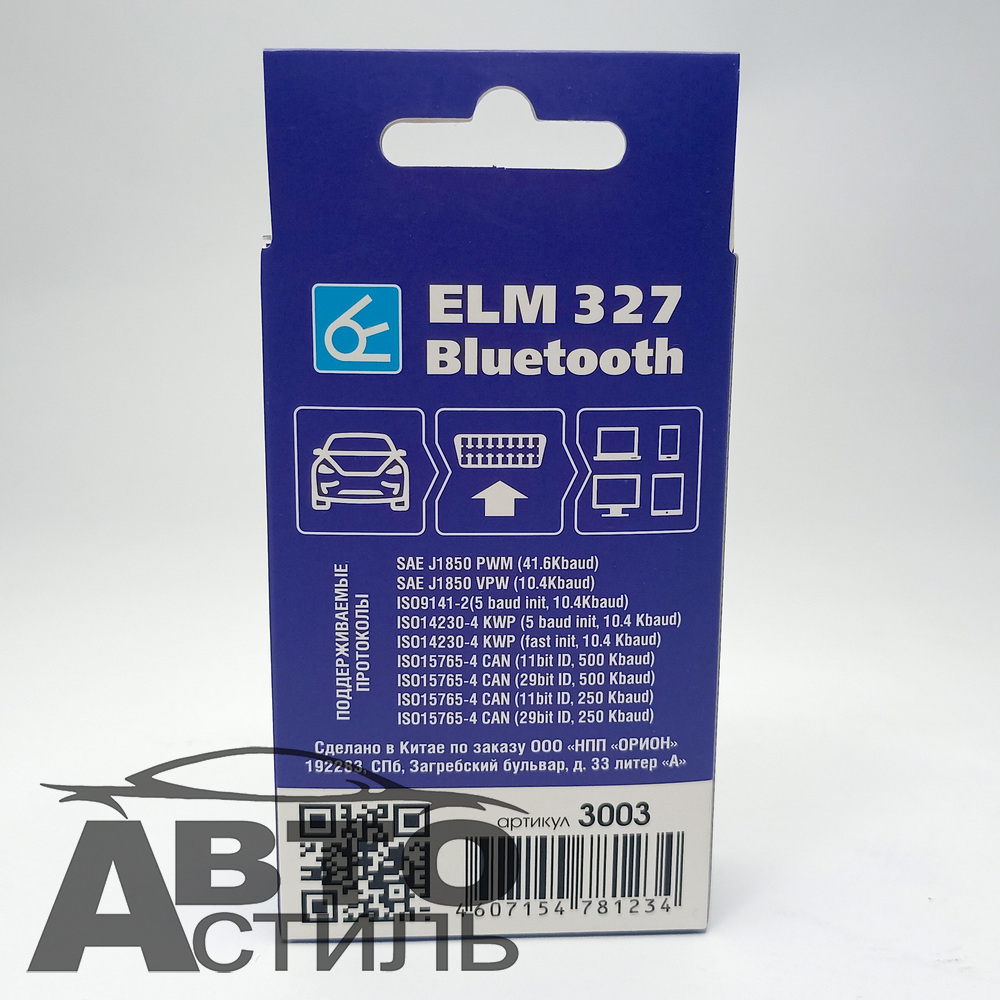 ELM 327
Bluetooth
ПОДДЕРЖИВАЕМЫЕ
ПРОТОКОЛЫ
SAE J1850 PWM (41.6Kbaud)
SAE J1850 VPW (10.4Kbaud)
ISO9141-2(5 baud init, 10.4Kbaud)
ISO14230-4 KWP (5 baud init, 10.4 Kbaud)
ISO14230-4 KWP (fast init, 10.4 Kbaud)
ISO15765-4 CAN (11bit ID, 500 Kbaud)
ISO15765-4 CAN (29bit ID, 500 Kbaud)
ISO15765-4 CAN (11bit ID, 250 Kbaud)
ISO15765-4 CAN (29bit ID, 250 Kbaud)
Сделано в Китае по заказу ООО «НПП «ОРИОН»
192283, СПб, Загребский бульвар, д. 33 литер «А»
артикул 3003
4 607154 781234
АВТО
СТИЛЬ